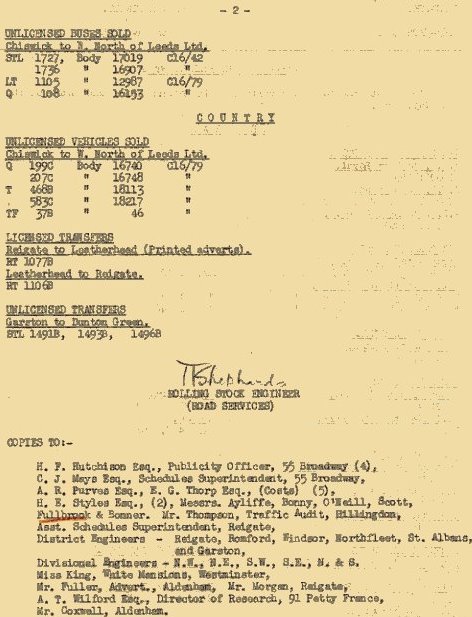 - 2 -
UNLICENSED BUSES SOLD
Chiswick to W. North of Leeds Ltd.
STL 1727, Body 17019 C16/42
1736 " 16907 "
LT 1105 " 12987 C16/79
Q 108 " 16153 "
COUNTRY
UNLICENSED VEHICLES SOLD
Chiswick to W. North of Leeds Ltd.
Q 199C Body 16740 C16/79
207C " 16748 "
T 468B " 18113 "
583C " 18217 "
TF 37B " 46 "
LICENSED TRANSFERS
Reigate to Leatherhead (Printed adverts).
RT 1077B
Leatherhead to Reigate.
RT 1106B
UNLICENSED TRANSFERS
Garston to Dunton Green.
STL 1491B, 1493B, 1496B
T Shephard
ROLLING STOCK ENGINEER
(ROAD SERVICES)
COPIES TO:-
H. F. Hutchison Esq., Publicity Officer, 55 Broadway (4),
C. J. Mays Esq., Schedules Superintendent, 55 Broadway,
A. R. Purves Esq., E. G. Thorp Esq., (Costs) (5),
H. E. Styles Esq., (2), Messrs. Ayliffe, Bonny, O'Neill, Scott,
Pullbrook & Bonner. Mr. Thompson, Traffic Audit, Hillingdon,
Asst. Schedules Superintendent, Reigate,
District Engineers - Reigate, Romford, Windsor, Northfleet, St. Albans,
and Garston,
Divisional Engineers - N.W., N.E., S.W., S.E., N. & S.
Miss King, White Mansions, Westminster,
Mr. Fuller, Advert., Aldenham, Mr. Morgan, Reigate,
A. T. Wilford Esq., Director of Research, 91 Petty France,
Mr. Coxwell, Aldenham.